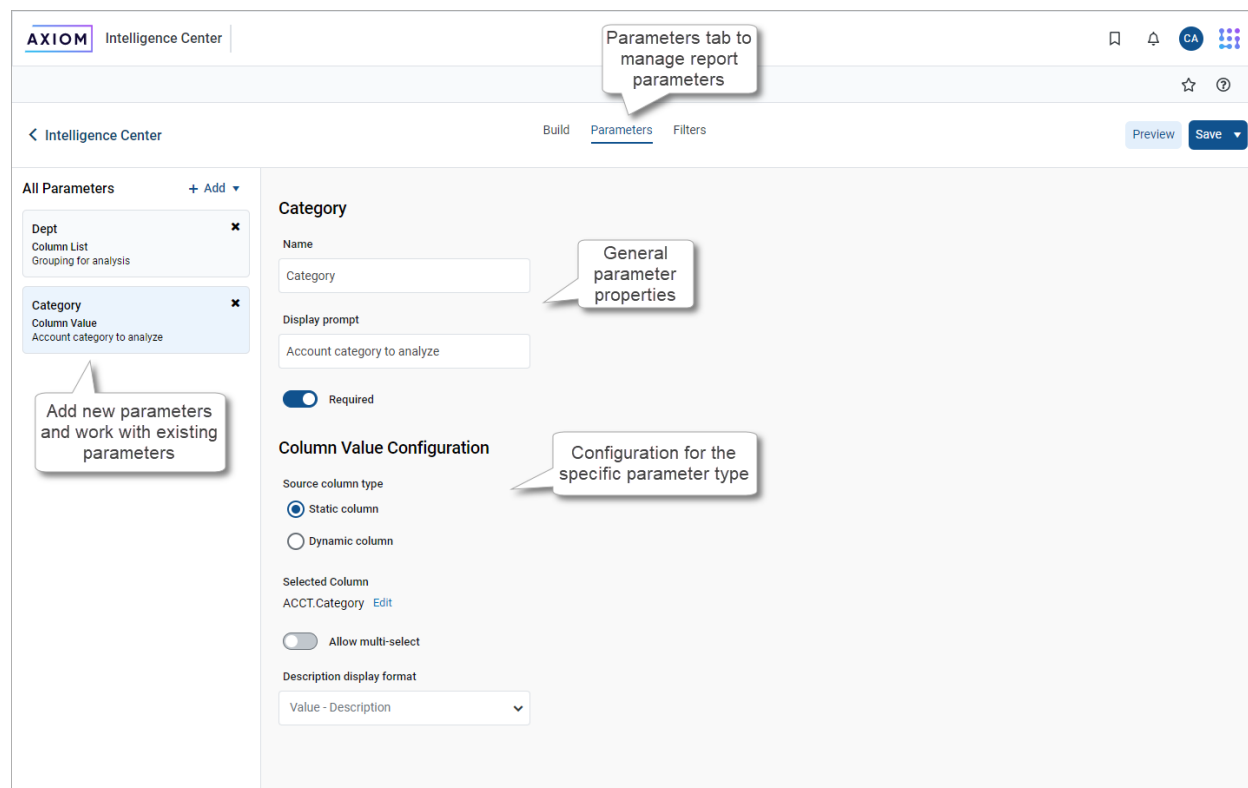 AXIOM Intelligence Center
Parameters tab to
manage report
parameters
CA
Intelligence Center
Build Parameters Filters
Preview Save
All Parameters + Add
Dept
Column List
Grouping for analysis
Category
Column Value
Account category to analyze
Add new parameters
and work with existing
parameters
Category
Name
Category
General
parameter
properties
Display prompt
Account category to analyze
Required
Column Value Configuration
Configuration for the
specific parameter type
Source column type
Static column
Dynamic column
Selected Column
ACCT.Category Edit
Allow multi-select
Description display format
Value - Description